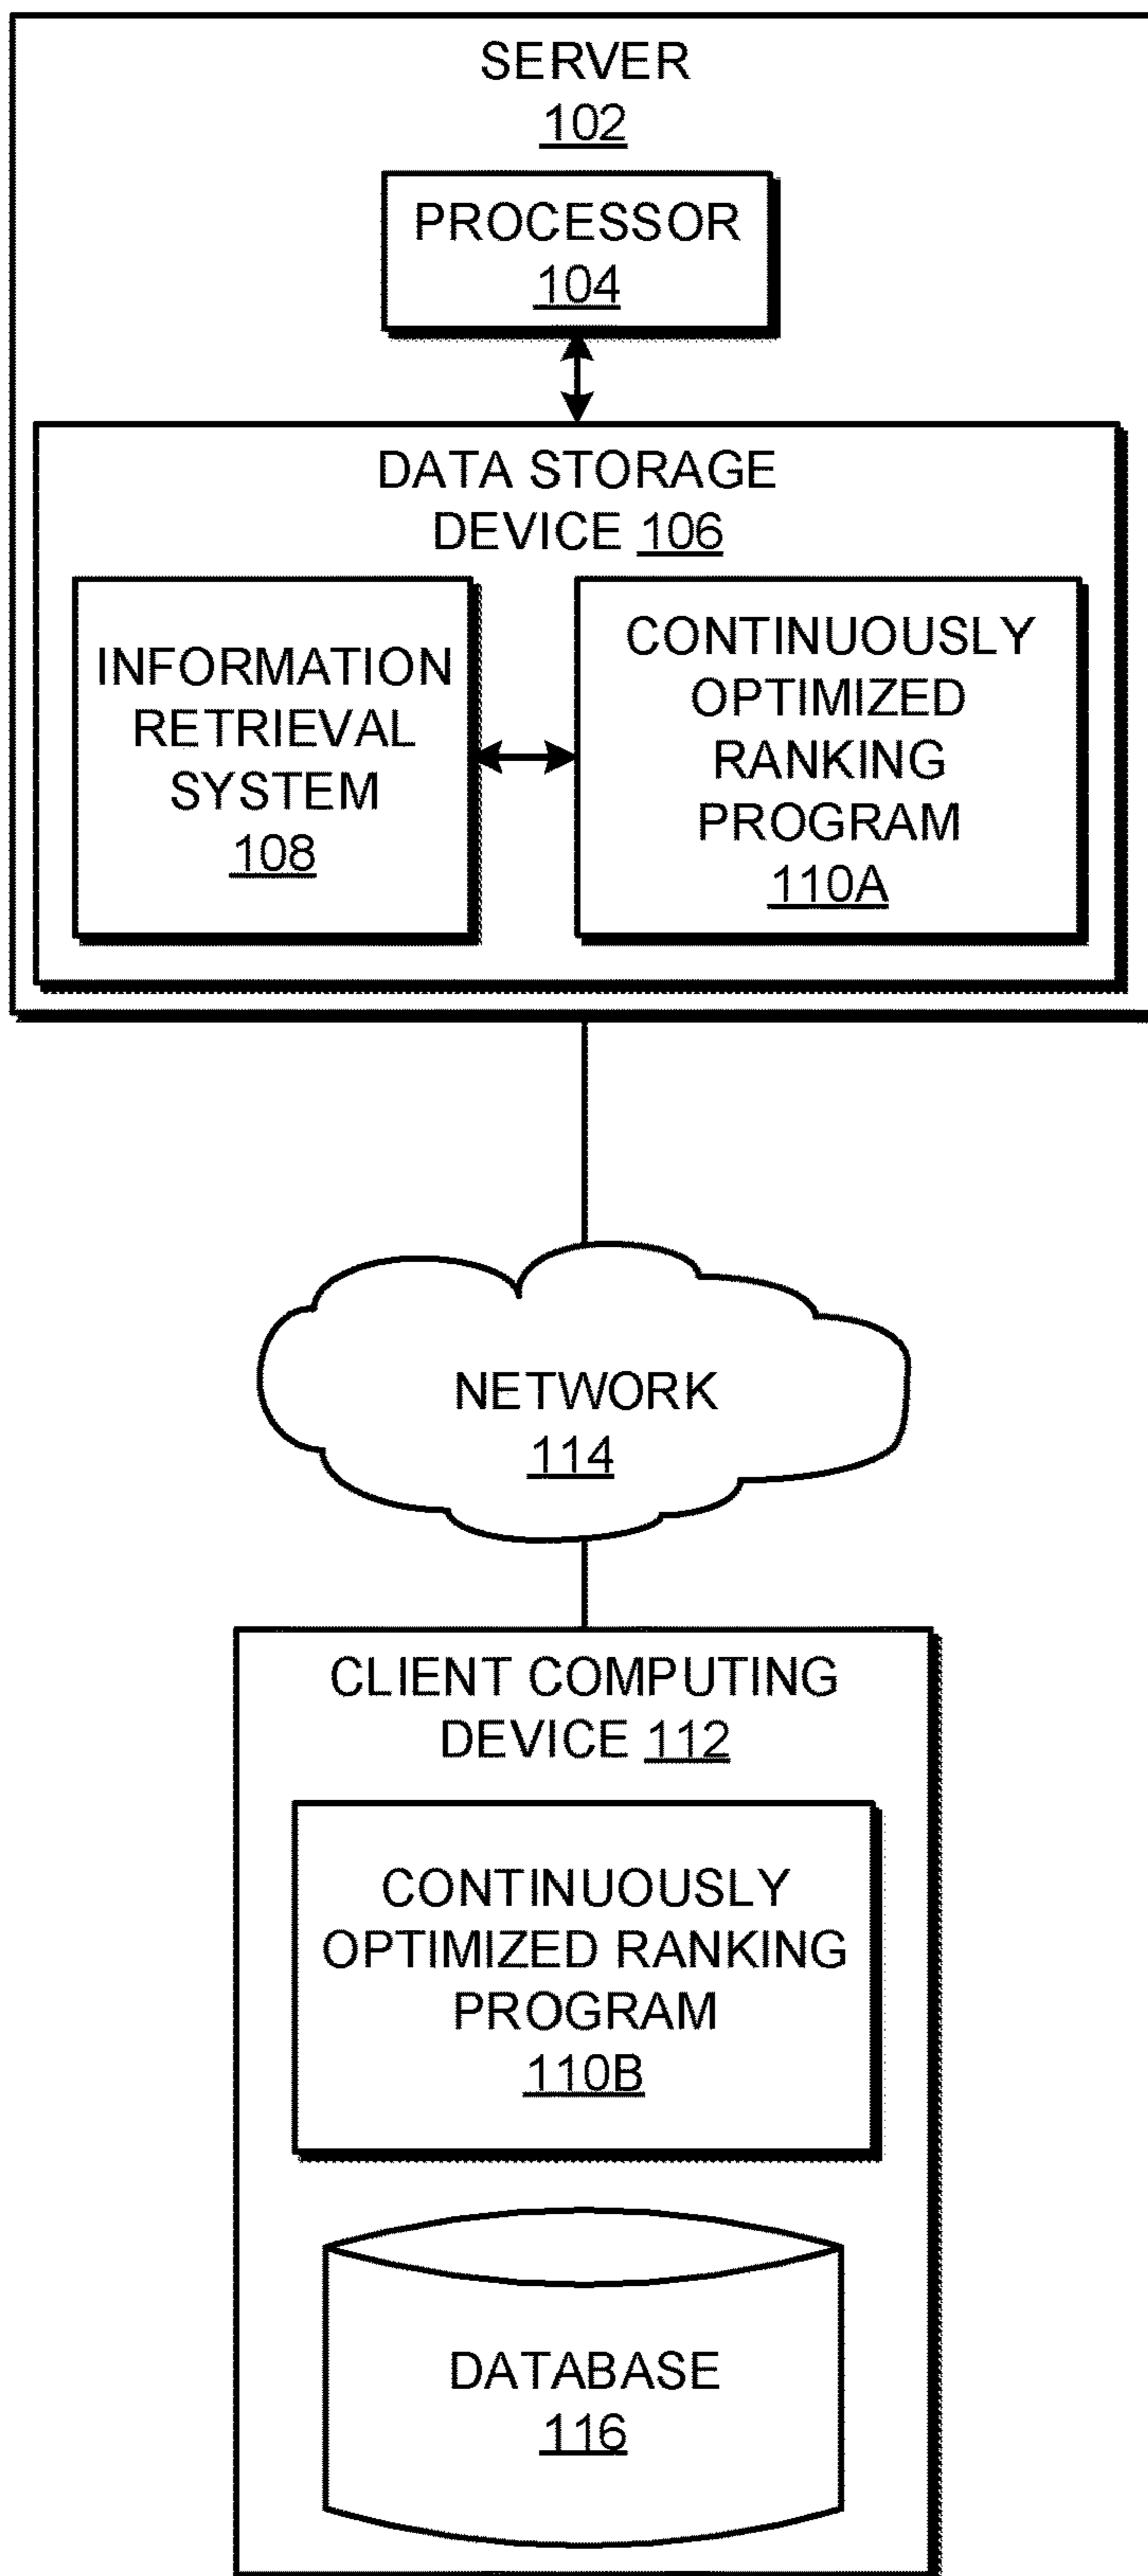 SERVER
102
PROCESSOR
104
DATA STORAGE
DEVICE 106
INFORMATION
RETRIEVAL
SYSTEM
108
CONTINUOUSLY
OPTIMIZED
RANKING
PROGRAM
110A
NETWORK
114
CLIENT COMPUTING
DEVICE 112
CONTINUOUSLY
OPTIMIZED RANKING
PROGRAM
110B
DATABASE
116